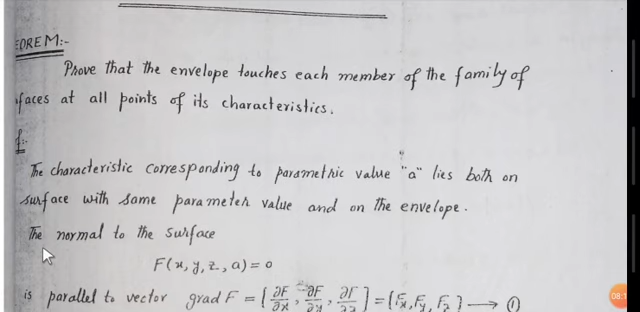 EOREM:-
Prove that the envelope touches each member of the family of
faces at all points of its characteristics.
f:-
The characteristic corresponding to parametric value "a" lies both on
surface with same parameter value and on the envelope.
The normal to the surface
F(x, y, z, a) = 0
is parallel to vector grad F = [∂F/∂x, ∂F/∂y, ∂F/∂z] = [Fx, Fy, Fz] → ①